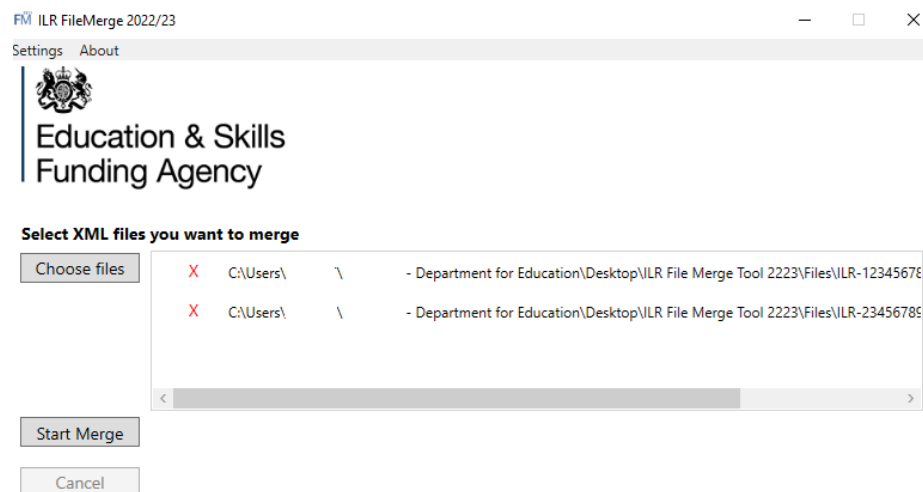 FM ILR FileMerge 2022/23
Settings About
Education & Skills
Funding Agency
Select XML files you want to merge
Choose files
X C:\Users\ \ - Department for Education\Desktop\ILR File Merge Tool 2223\Files\ILR-12345678
X C:\Users\ \ - Department for Education\Desktop\ILR File Merge Tool 2223\Files\ILR-23456789
Start Merge
Cancel